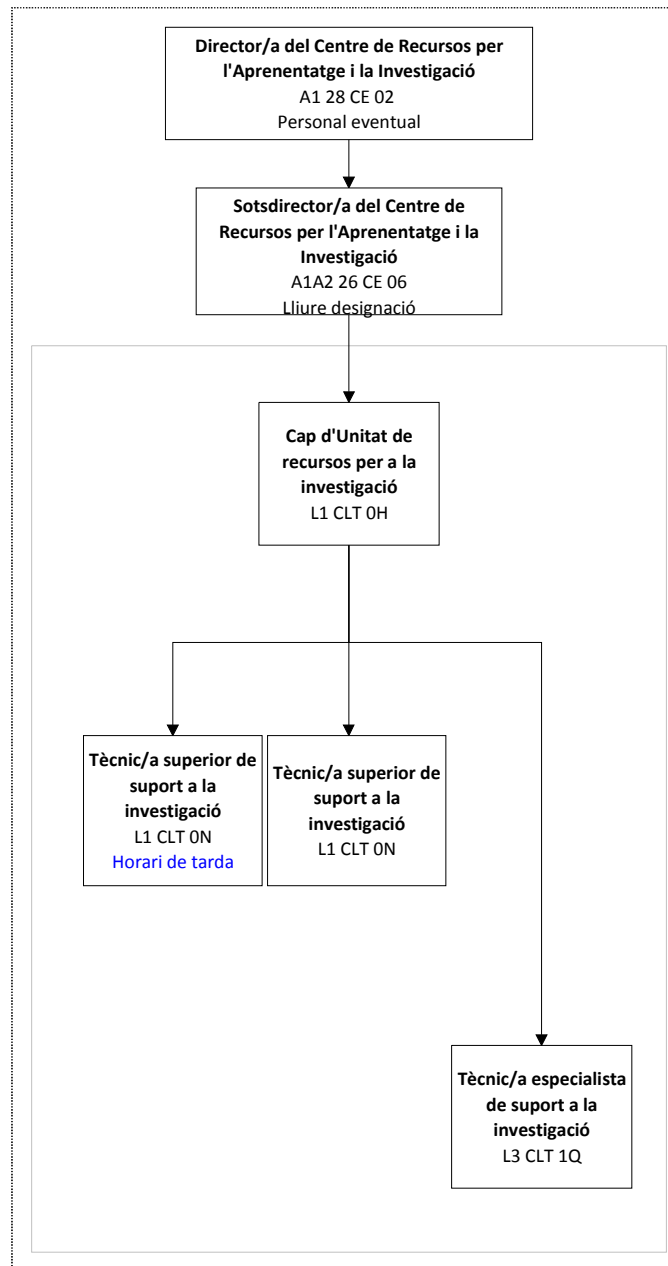 Director/a del Centre de Recursos per
l'Aprenentatge i la Investigació
A1 28 CE 02
Personal eventual
Sotsdirector/a del Centre de
Recursos per l'Aprenentatge i la
Investigació
A1A2 26 CE 06
Lliure designació
Cap d'Unitat de
recursos per a la
investigació
L1 CLT 0H
Tècnic/a superior de
suport a la
investigació
L1 CLT 0N
Horari de tarda
Tècnic/a superior de
suport a la
investigació
L1 CLT 0N
Tècnic/a especialista
de suport a la
investigació
L3 CLT 1Q